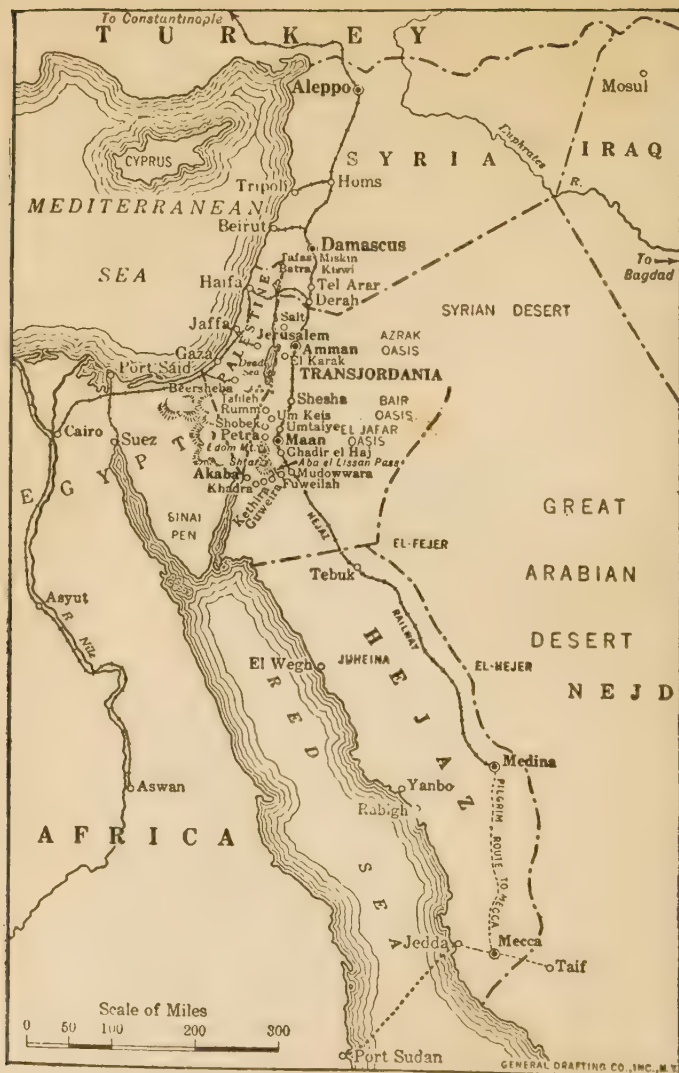 To Constantinople
TURKEY
Aleppo
Mosul
CYPRUS
SYRIA
Euphrates
R.
IRAQ
Tripoli
Homs
MEDITERRANEAN
SEA
Beirut
Damascus
Tafas Miskin
Batra Kiswi
To
Bagdad
Haifa
Tel Arar
Derah
PALESTINE
SYRIAN DESERT
Salt
Jaffa
Jerusalem
AZRAK
OASIS
Amman
Gaza
Dead
Sea
El Karak
Port Said
TRANSJORDANIA
Beersheba
Tafileh
Shesha
Rumm
BAIR
OASIS
Um Keis
Shobek
Umtaiye
EL JAFAR
OASIS
Cairo
Suez
Petra
Maan
Edom Mt.
Ghadir el Haj
EGYPT
Shtar
Aba el Lissan Pass
Akaba
Mudowwara
Khadra
Kethira
Guweira
Fuweilah
SINAI
PEN
GREAT
ARABIAN
DESERT
HEJAZ
RAILWAY
EL-FEJER
Tebuk
Asyut
R. Nile
El Wegh
JUHEINA
HEJAZ
EL-HEJER
NEJD
RED
SEA
Medina
Aswan
Yanbo
Rabigh
PILGRIM ROUTE TO MECCA
AFRICA
Jedda
Mecca
Taif
Scale of Miles
0 50 100 200 300
Port Sudan
GENERAL DRAFTING CO., INC., N.Y.